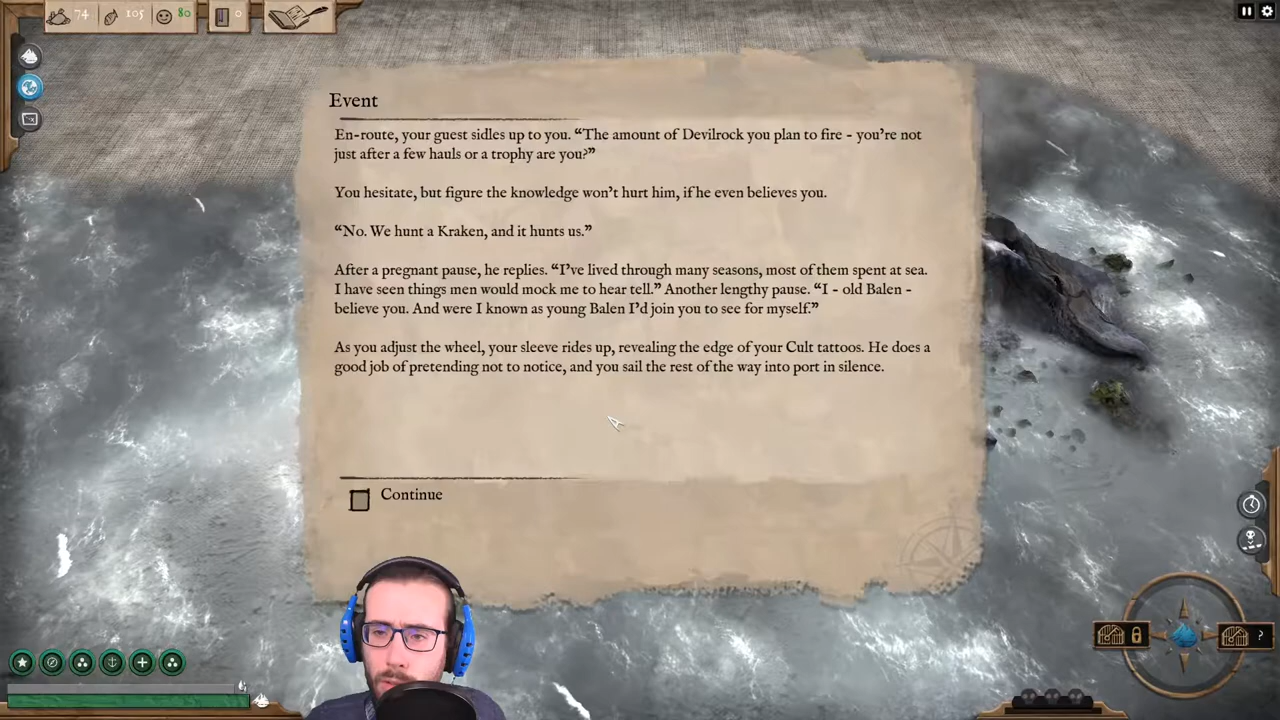 74 105 80 0
Event
En-route, your guest sidles up to you. “The amount of Devilrock you plan to fire - you’re not
just after a few hauls or a trophy are you?”
You hesitate, but figure the knowledge won’t hurt him, if he even believes you.
“No. We hunt a Kraken, and it hunts us.”
After a pregnant pause, he replies. “I’ve lived through many seasons, most of them spent at sea.
I have seen things men would mock me to hear tell.” Another lengthy pause. “I - old Balen -
believe you. And were I known as young Balen I’d join you to see for myself.”
As you adjust the wheel, your sleeve rides up, revealing the edge of your Cult tattoos. He does a
good job of pretending not to notice, and you sail the rest of the way into port in silence.
Continue
?